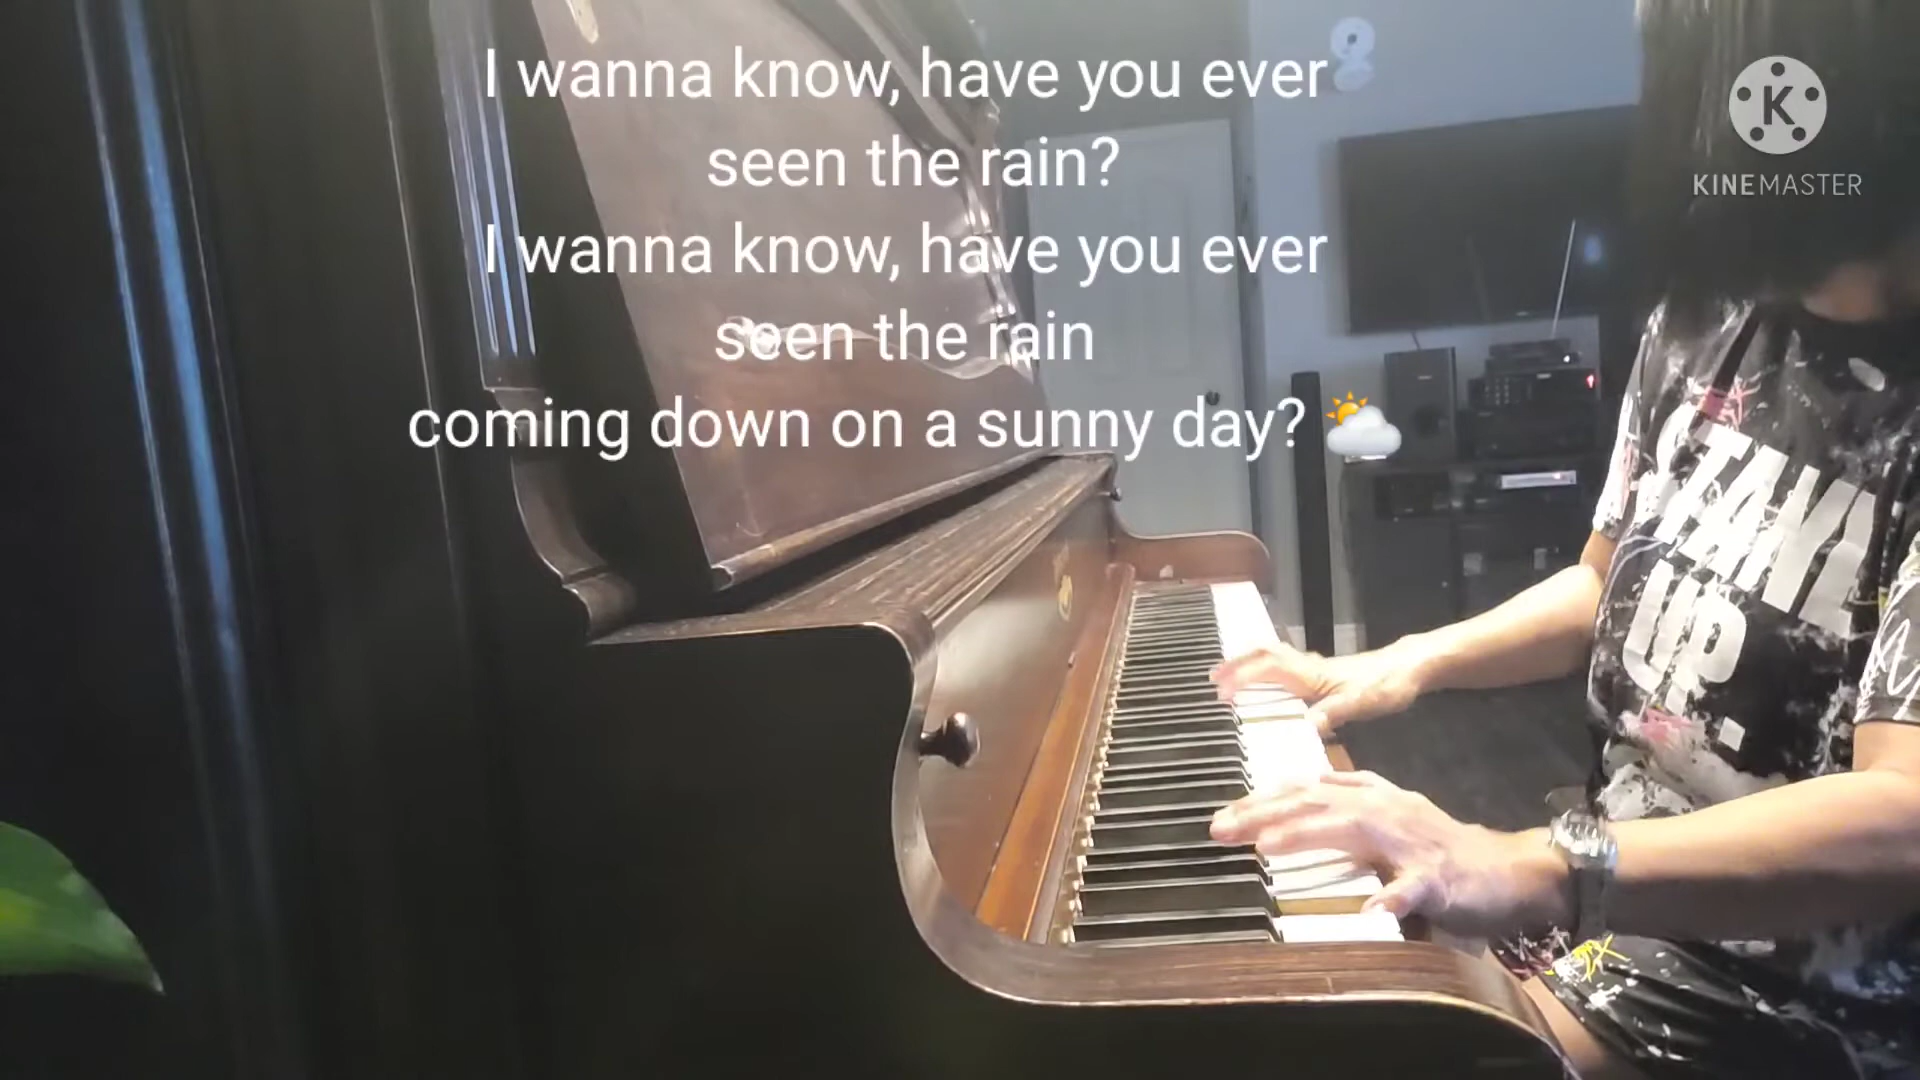 I wanna know, have you ever
seen the rain?
I wanna know, have you ever
seen the rain
coming down on a sunny day? 🌤
K
KINEMASTER
UP.